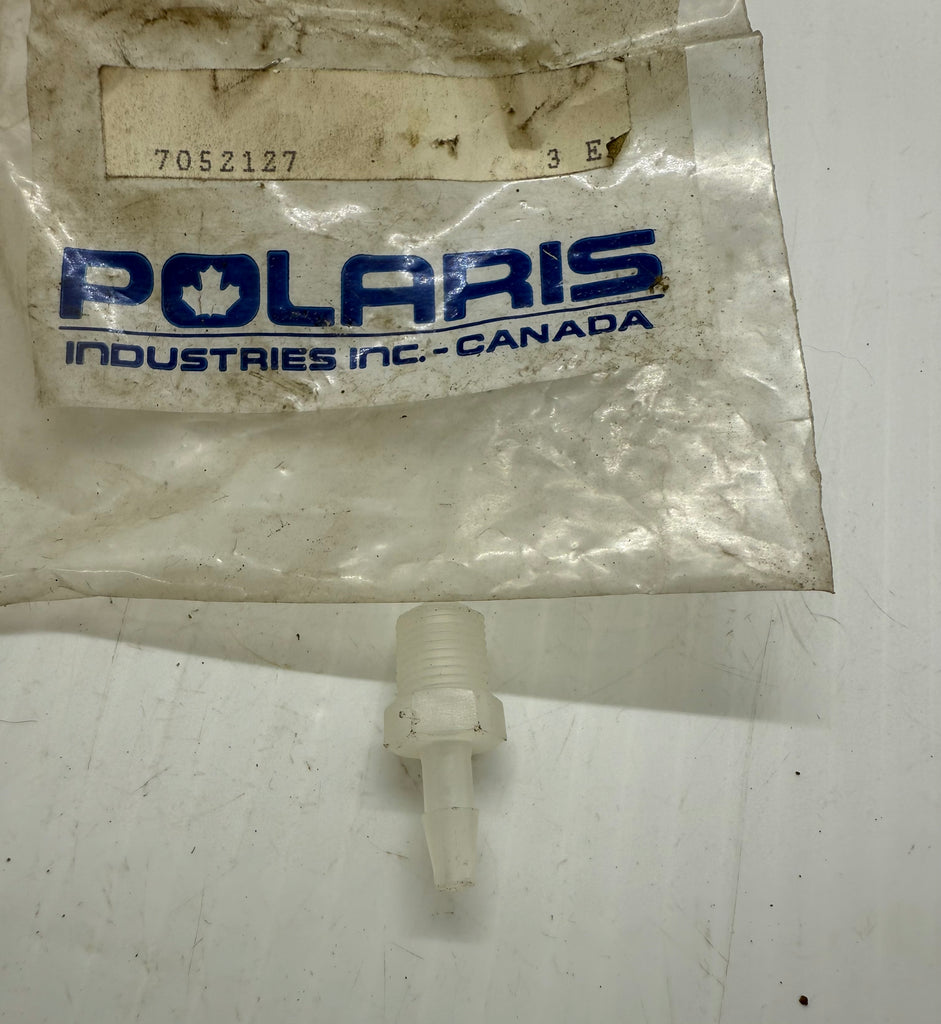 7052127 3 E
POLARIS
INDUSTRIES INC.-CANADA